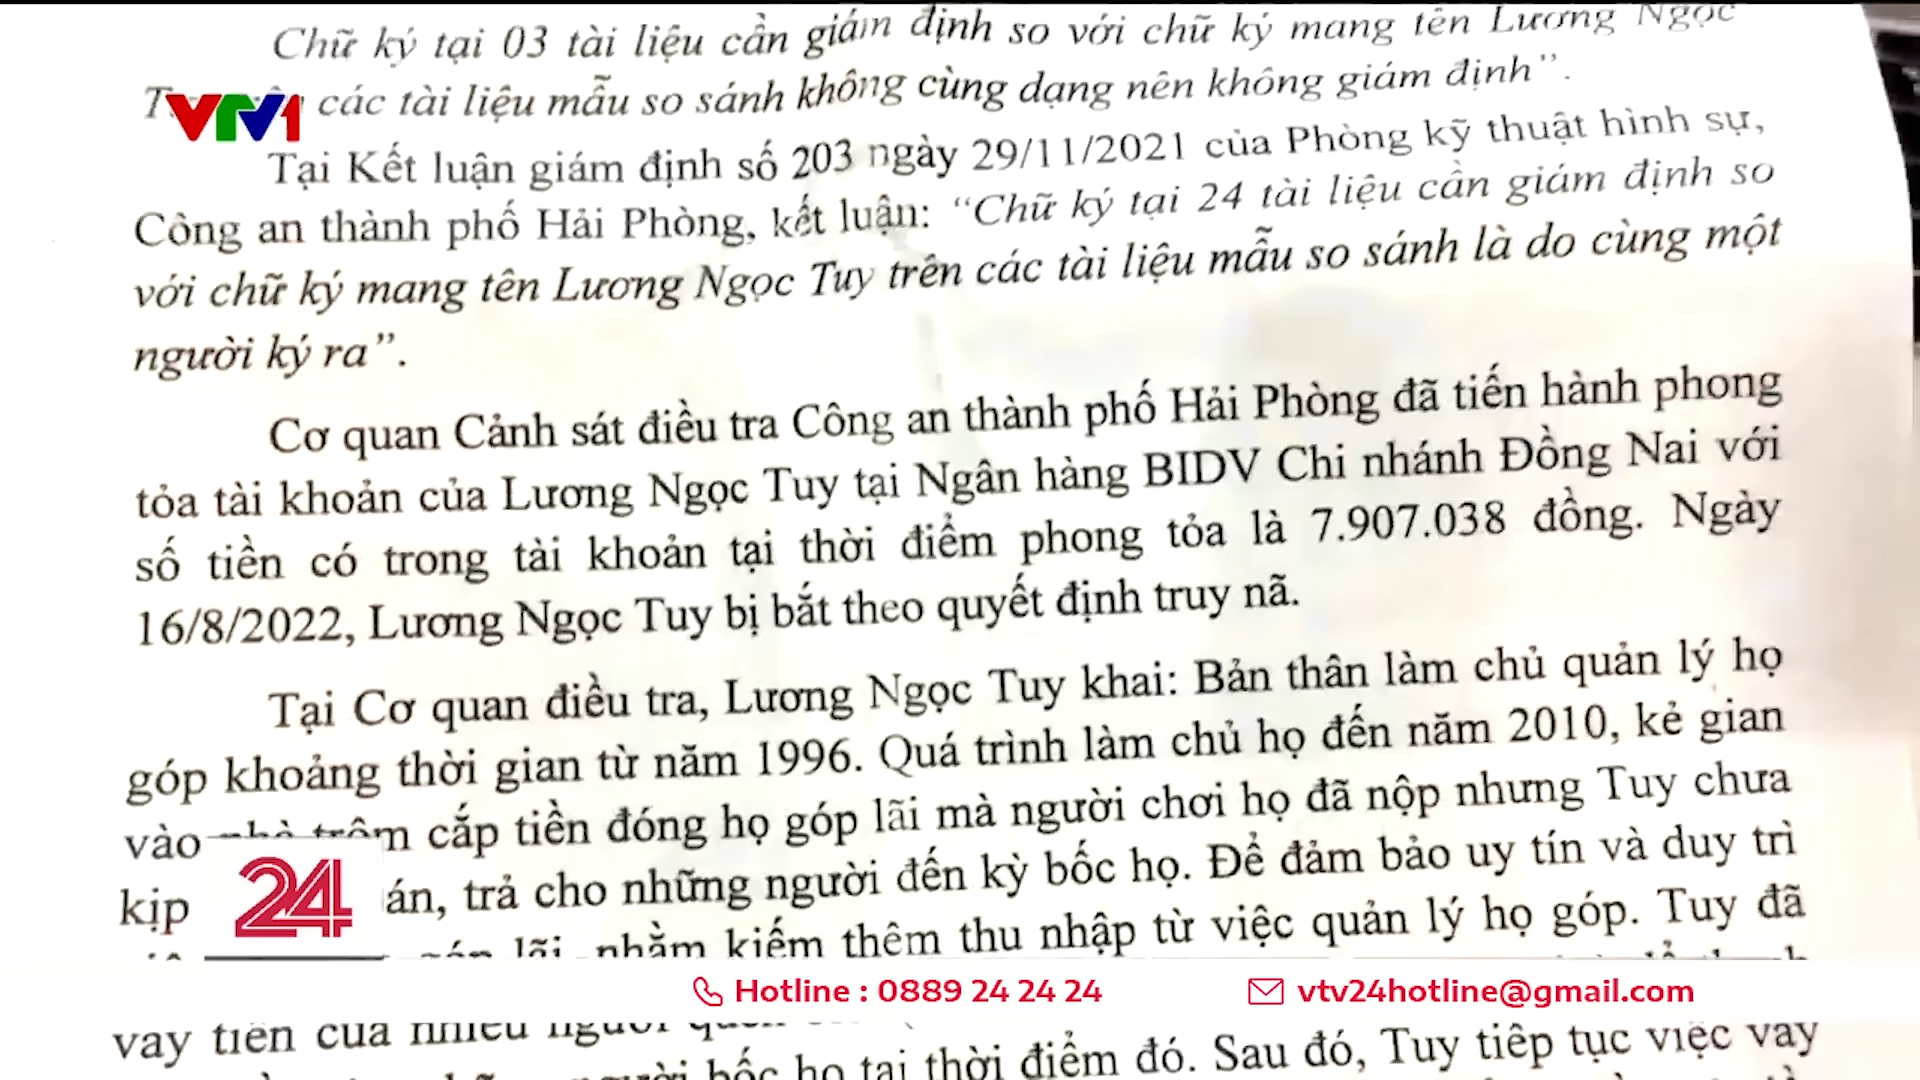 Chữ ký tại 03 tài liệu cần giám định so với chữ ký mang tên Lương Ngọc
VTV1 các tài liệu mẫu so sánh không cùng dạng nên không giám định”.
Tại Kết luận giám định số 203 ngày 29/11/2021 của Phòng kỹ thuật hình sự,
Công an thành phố Hải Phòng, kết luận: “Chữ ký tại 24 tài liệu cần giám định so
với chữ ký mang tên Lương Ngọc Tuy trên các tài liệu mẫu so sánh là do cùng một
người ký ra”.
Cơ quan Cảnh sát điều tra Công an thành phố Hải Phòng đã tiến hành phong
tỏa tài khoản của Lương Ngọc Tuy tại Ngân hàng BIDV Chi nhánh Đồng Nai với
số tiền có trong tài khoản tại thời điểm phong tỏa là 7.907.038 đồng. Ngày
16/8/2022, Lương Ngọc Tuy bị bắt theo quyết định truy nã.
Tại Cơ quan điều tra, Lương Ngọc Tuy khai: Bản thân làm chủ quản lý họ
góp khoảng thời gian từ năm 1996. Quá trình làm chủ họ đến năm 2010, kẻ gian
vào nhà trộm cắp tiền đóng họ góp lãi mà người chơi họ đã nộp nhưng Tuy chưa
kịp 24 án, trả cho những người đến kỳ bốc họ. Để đảm bảo uy tín và duy trì
góp lãi, nhằm kiếm thêm thu nhập từ việc quản lý họ góp. Tuy đã
Hotline : 0889 24 24 24 vtv24hotline@gmail.com
vay tiền của nhiều người
bốc họ tại thời điểm đó. Sau đó, Tuy tiếp tục việc vay